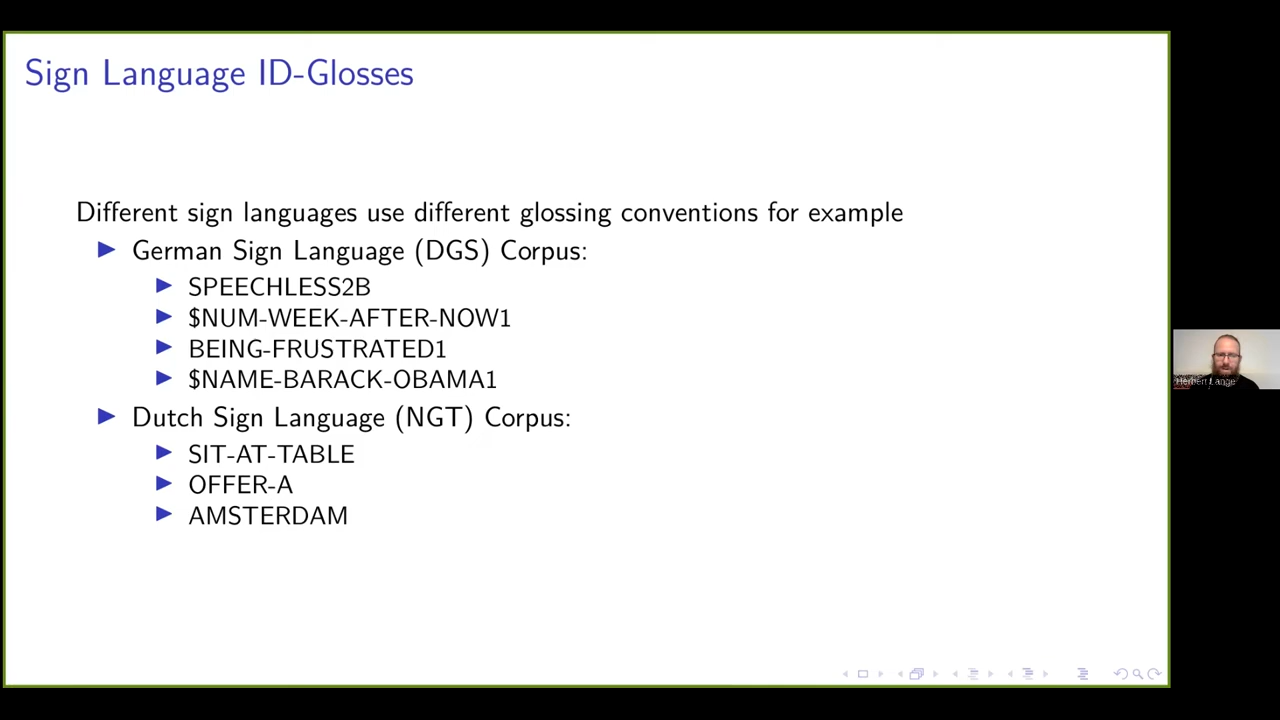 Sign Language ID-Glosses
Different sign languages use different glossing conventions for example
German Sign Language (DGS) Corpus:
SPEECHLESS2B
$NUM-WEEK-AFTER-NOW1
BEING-FRUSTRATED1
$NAME-BARACK-OBAMA1
Dutch Sign Language (NGT) Corpus:
SIT-AT-TABLE
OFFER-A
AMSTERDAM
Herbert Lange